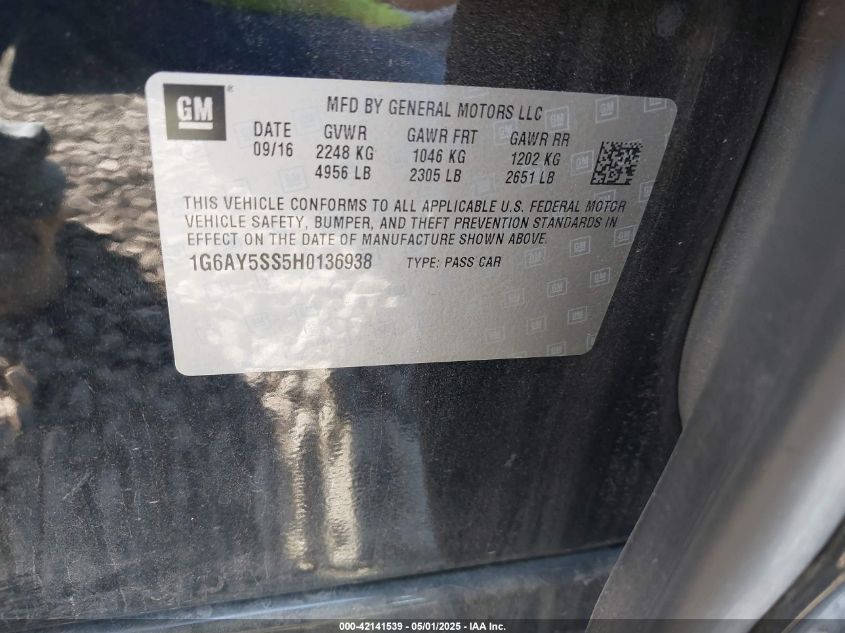 GM
MFD BY GENERAL MOTORS LLC
DATE GVWR GAWR FRT GAWR RR
09/16 2248 KG 1046 KG 1202 KG
4956 LB 2305 LB 2651 LB
THIS VEHICLE CONFORMS TO ALL APPLICABLE U.S. FEDERAL MOTOR
VEHICLE SAFETY, BUMPER, AND THEFT PREVENTION STANDARDS IN
EFFECT ON THE DATE OF MANUFACTURE SHOWN ABOVE.
1G6AY5SS5H0136938 TYPE: PASS CAR
000-42141539 - 05/01/2025 - IAA Inc.